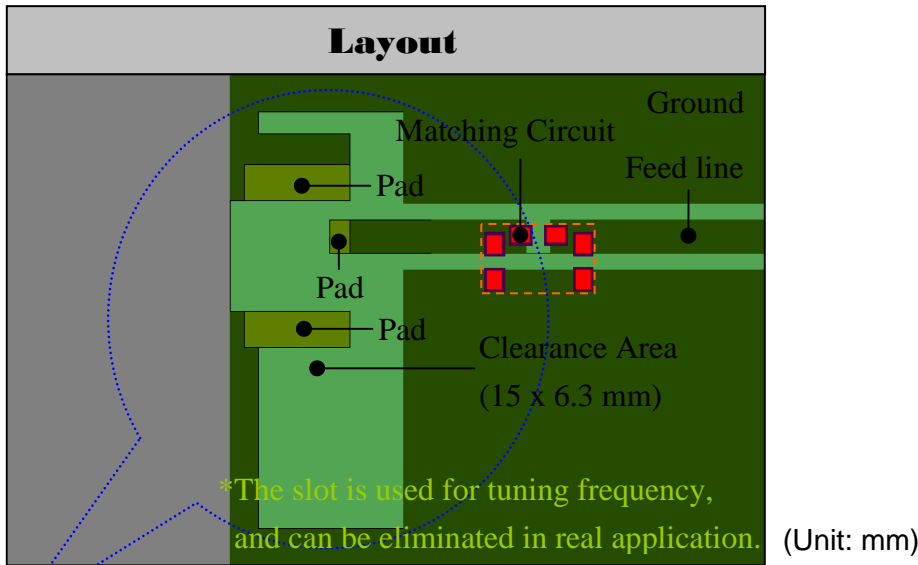 Layout
Ground
Matching Circuit
Feed line
Pad
Pad
Pad
Clearance Area
(15 x 6.3 mm)
*The slot is used for tuning frequency,
and can be eliminated in real application.
(Unit: mm)